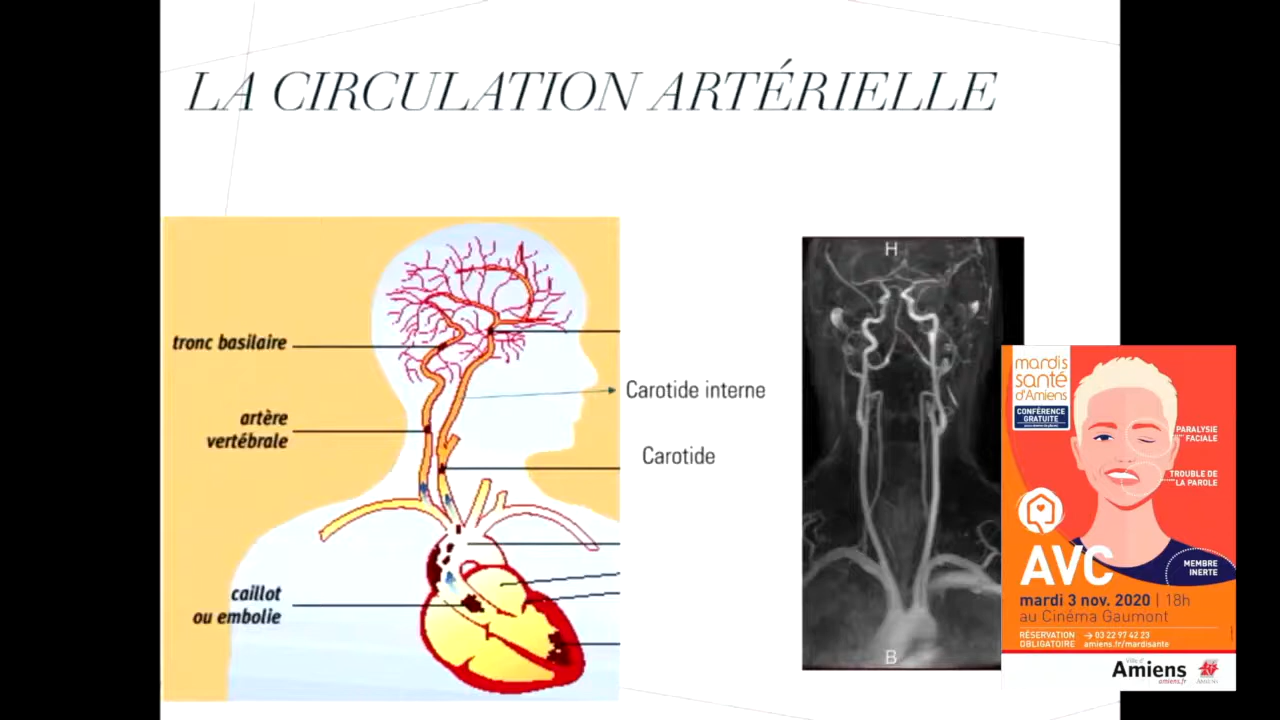 LA CIRCULATION ARTÉRIELLE
tronc basilaire
artère
vertébrale
caillot
ou embolie
Carotide interne
Carotide
H
B
mardis
santé
d'Amiens
CONFÉRENCE
GRATUITE
PARALYSIE
FACIALE
TROUBLE DE
LA PAROLE
MEMBRE
INERTE
AVC
mardi 3 nov. 2020 | 18h
au Cinéma Gaumont
RÉSERVATION
OBLIGATOIRE
→ 03 22 97 42 23
amiens.fr/mardisante
Ville d'
Amiens
amiens.fr
AMIENS